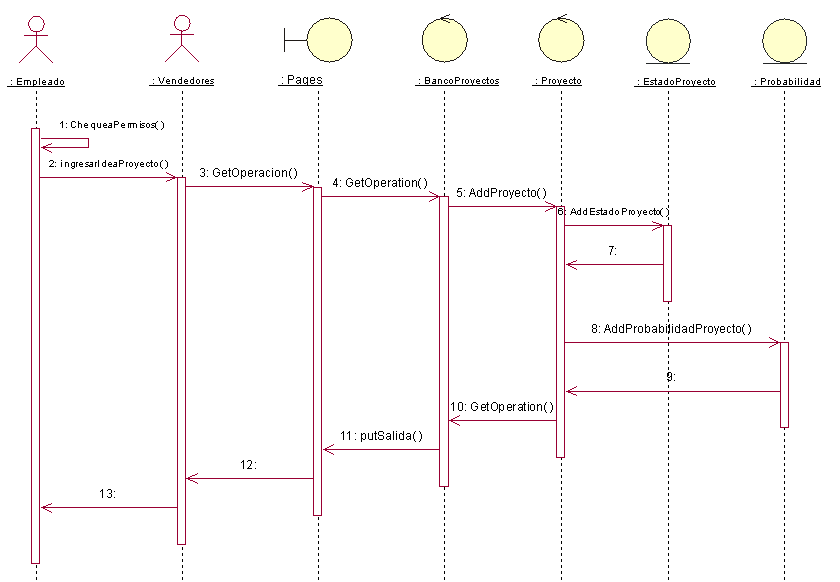 : Empleado
: Vendedores
: Pages
: BancoProyectos
: Proyecto
: EstadoProyecto
: Probabilidad
1: ChequeaPermisos( )
2: ingresarIdeaProyecto( )
3: GetOperacion( )
4: GetOperation( )
5: AddProyecto( )
6: AddEstadoProyecto( )
7:
8: AddProbabilidadProyecto( )
9:
10: GetOperation( )
11: putSalida( )
12:
13: